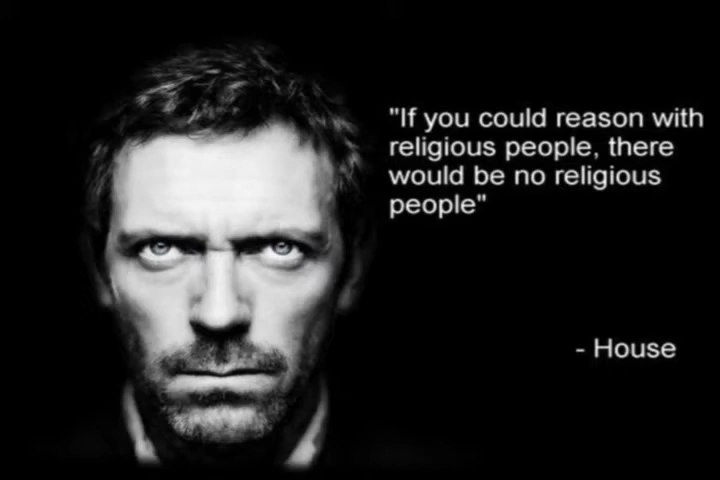 "If you could reason with
religious people, there
would be no religious
people"
- House